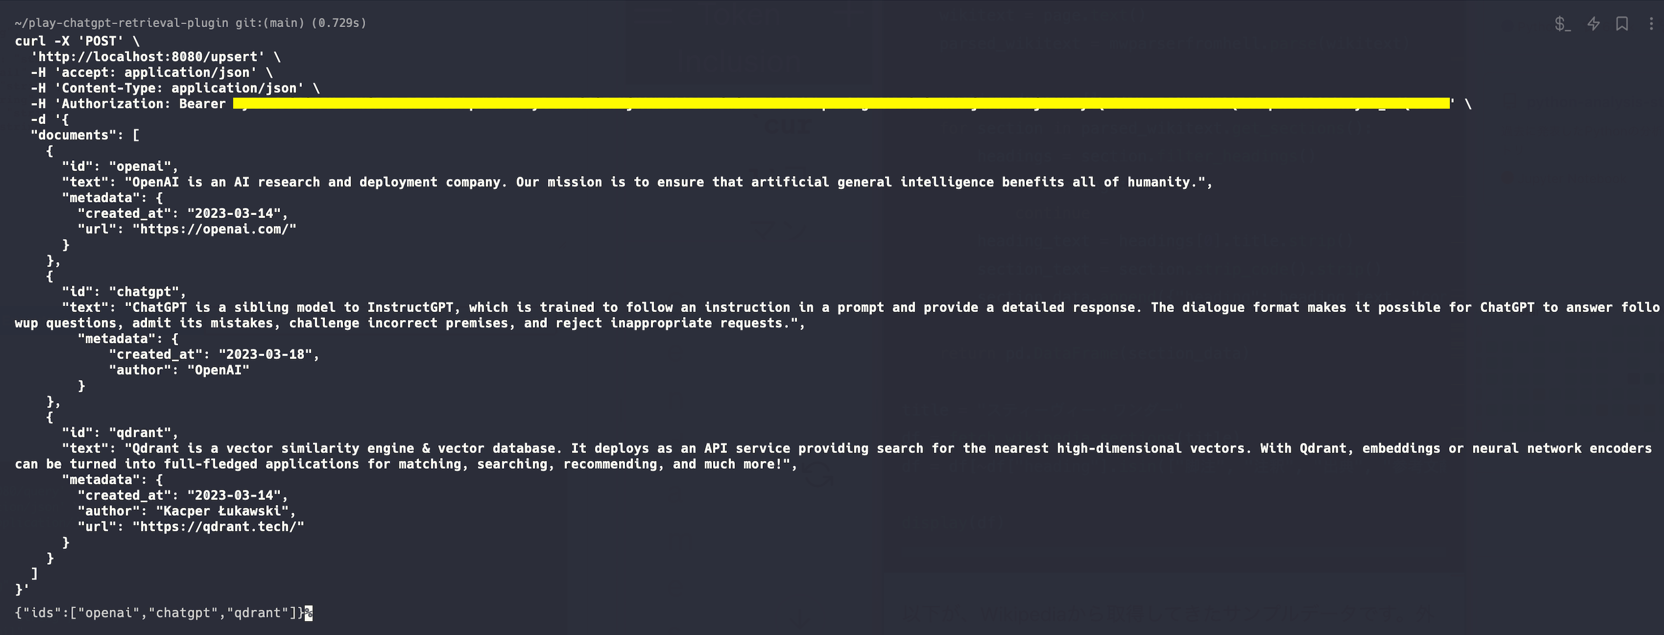 ~/play-chatgpt-retrieval-plugin git:(main) (0.729s)
curl -X 'POST' \
  'http://localhost:8080/upsert' \
  -H 'accept: application/json' \
  -H 'Content-Type: application/json' \
  -H 'Authorization: Bearer ' \
  -d '{
  "documents": [
    {
      "id": "openai",
      "text": "OpenAI is an AI research and deployment company. Our mission is to ensure that artificial general intelligence benefits all of humanity.",
      "metadata": {
        "created_at": "2023-03-14",
        "url": "https://openai.com/"
      }
    },
    {
      "id": "chatgpt",
      "text": "ChatGPT is a sibling model to InstructGPT, which is trained to follow an instruction in a prompt and provide a detailed response. The dialogue format makes it possible for ChatGPT to answer follo
wup questions, admit its mistakes, challenge incorrect premises, and reject inappropriate requests.",
        "metadata": {
            "created_at": "2023-03-18",
            "author": "OpenAI"
        }
    },
    {
      "id": "qdrant",
      "text": "Qdrant is a vector similarity engine & vector database. It deploys as an API service providing search for the nearest high-dimensional vectors. With Qdrant, embeddings or neural network encoders
can be turned into full-fledged applications for matching, searching, recommending, and much more!",
      "metadata": {
        "created_at": "2023-03-14",
        "author": "Kacper Łukawski",
        "url": "https://qdrant.tech/"
      }
    }
  ]
}'
{"ids":["openai","chatgpt","qdrant"]}%